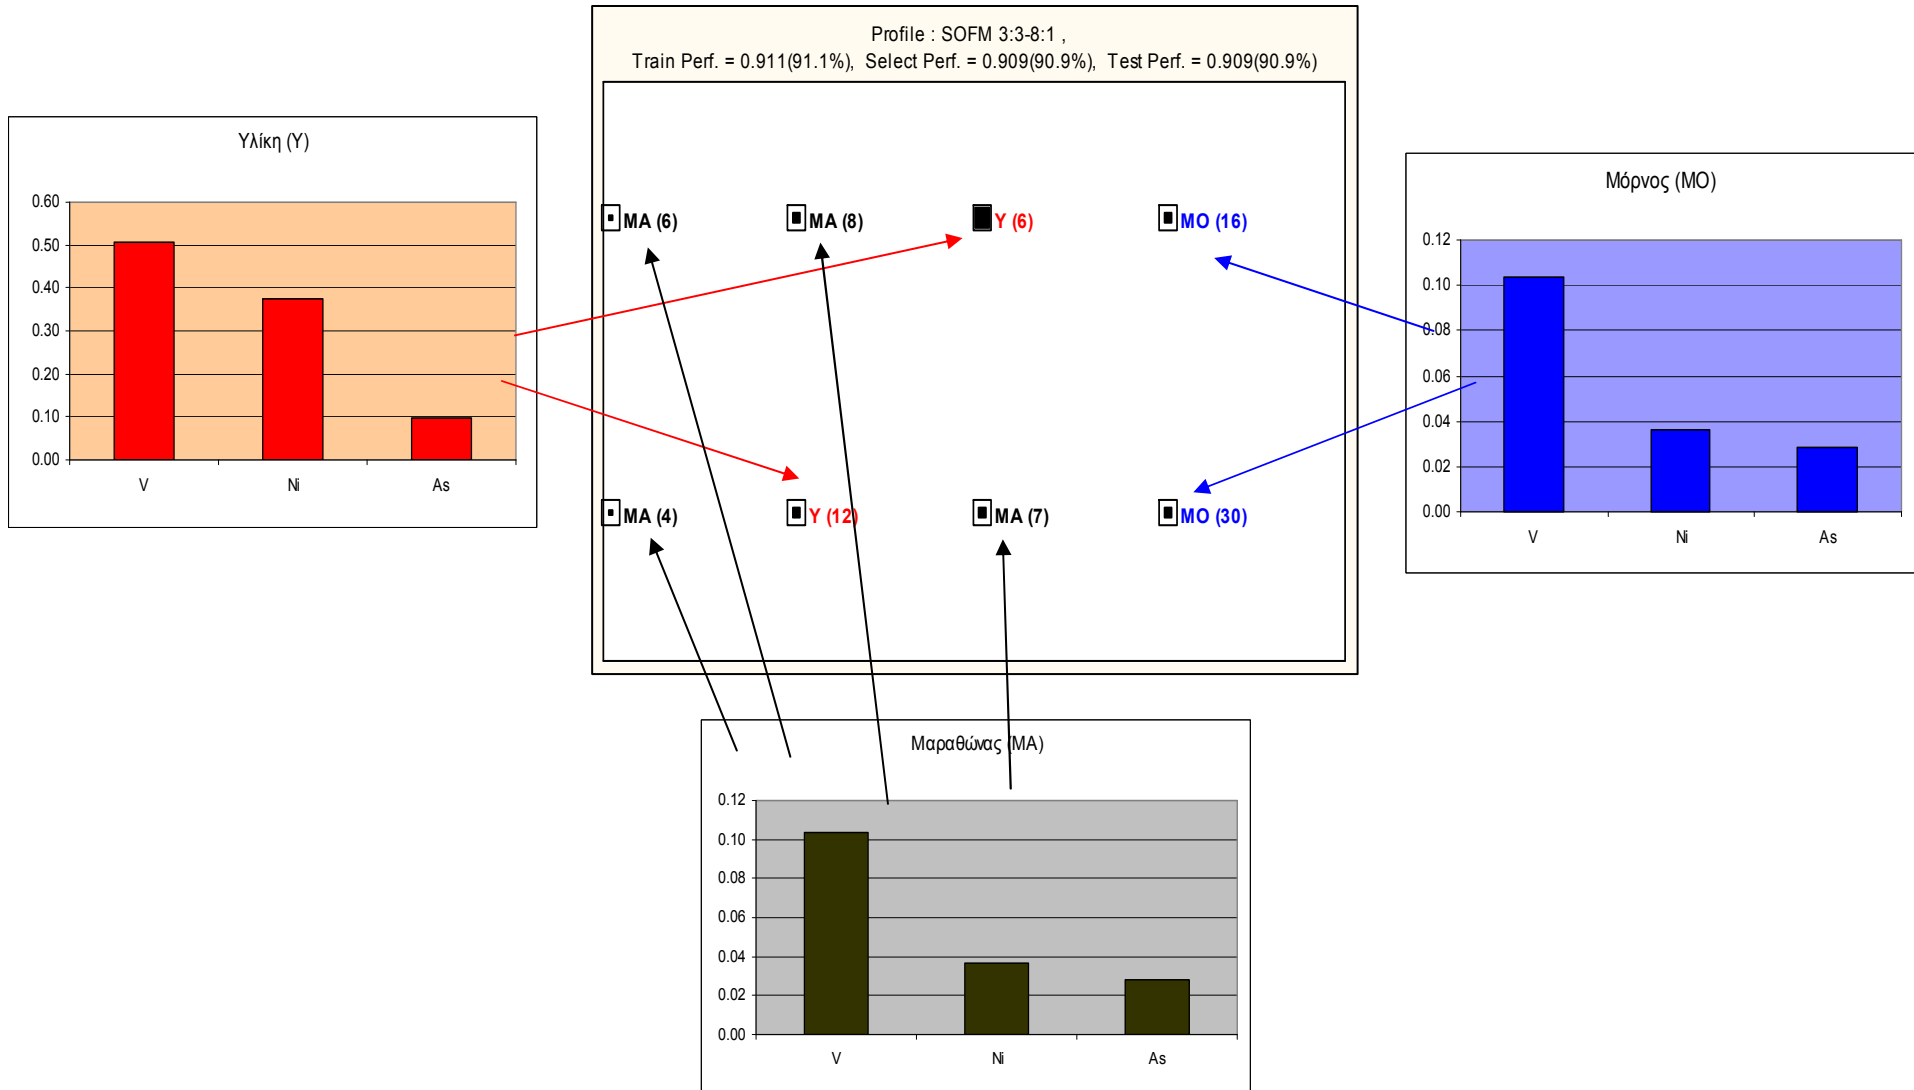 Profile : SOFM 3:3-8:1 ,
Train Perf. = 0.911(91.1%), Select Perf. = 0.909(90.9%), Test Perf. = 0.909(90.9%)
MA (6) MA (8) Y (6) MO (16)
MA (4) Y (12) MA (7) MO (30)
Υλίκη (Υ)
0.60
0.50
0.40
0.30
0.20
0.10
0.00
V Ni As
Μόρνος (ΜΟ)
0.12
0.10
0.08
0.06
0.04
0.02
0.00
V Ni As
Μαραθώνας (ΜΑ)
0.12
0.10
0.08
0.06
0.04
0.02
0.00
V Ni As